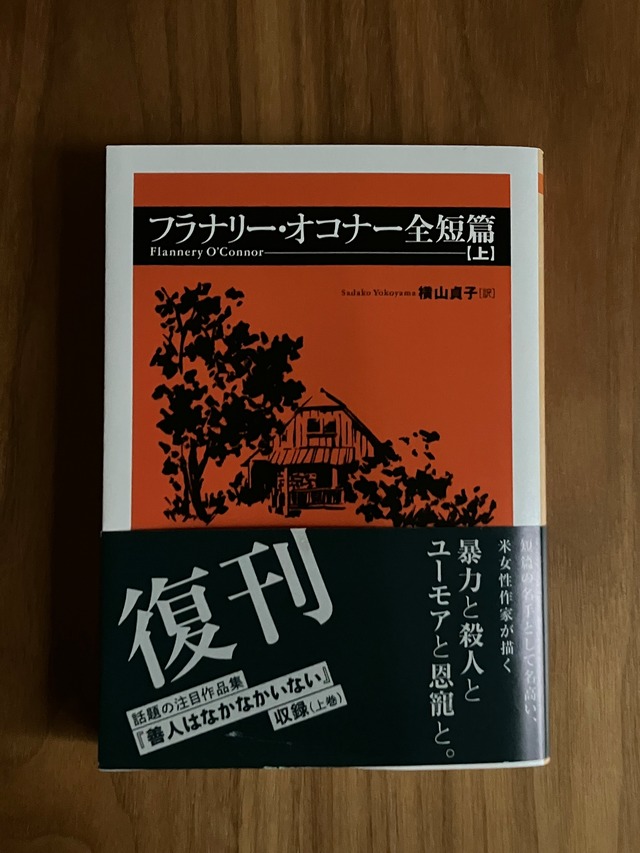 フラナリー・オコナー全短篇
Flannery O'Connor
【上】
Sadako Yokoyama 横山貞子[訳]
短篇の名手として名高い、
米女性作家が描く
暴力と殺人と
ユーモアと恩寵と。
復刊
話題の注目作品集
『善人はなかなかいない』
収録(上巻)